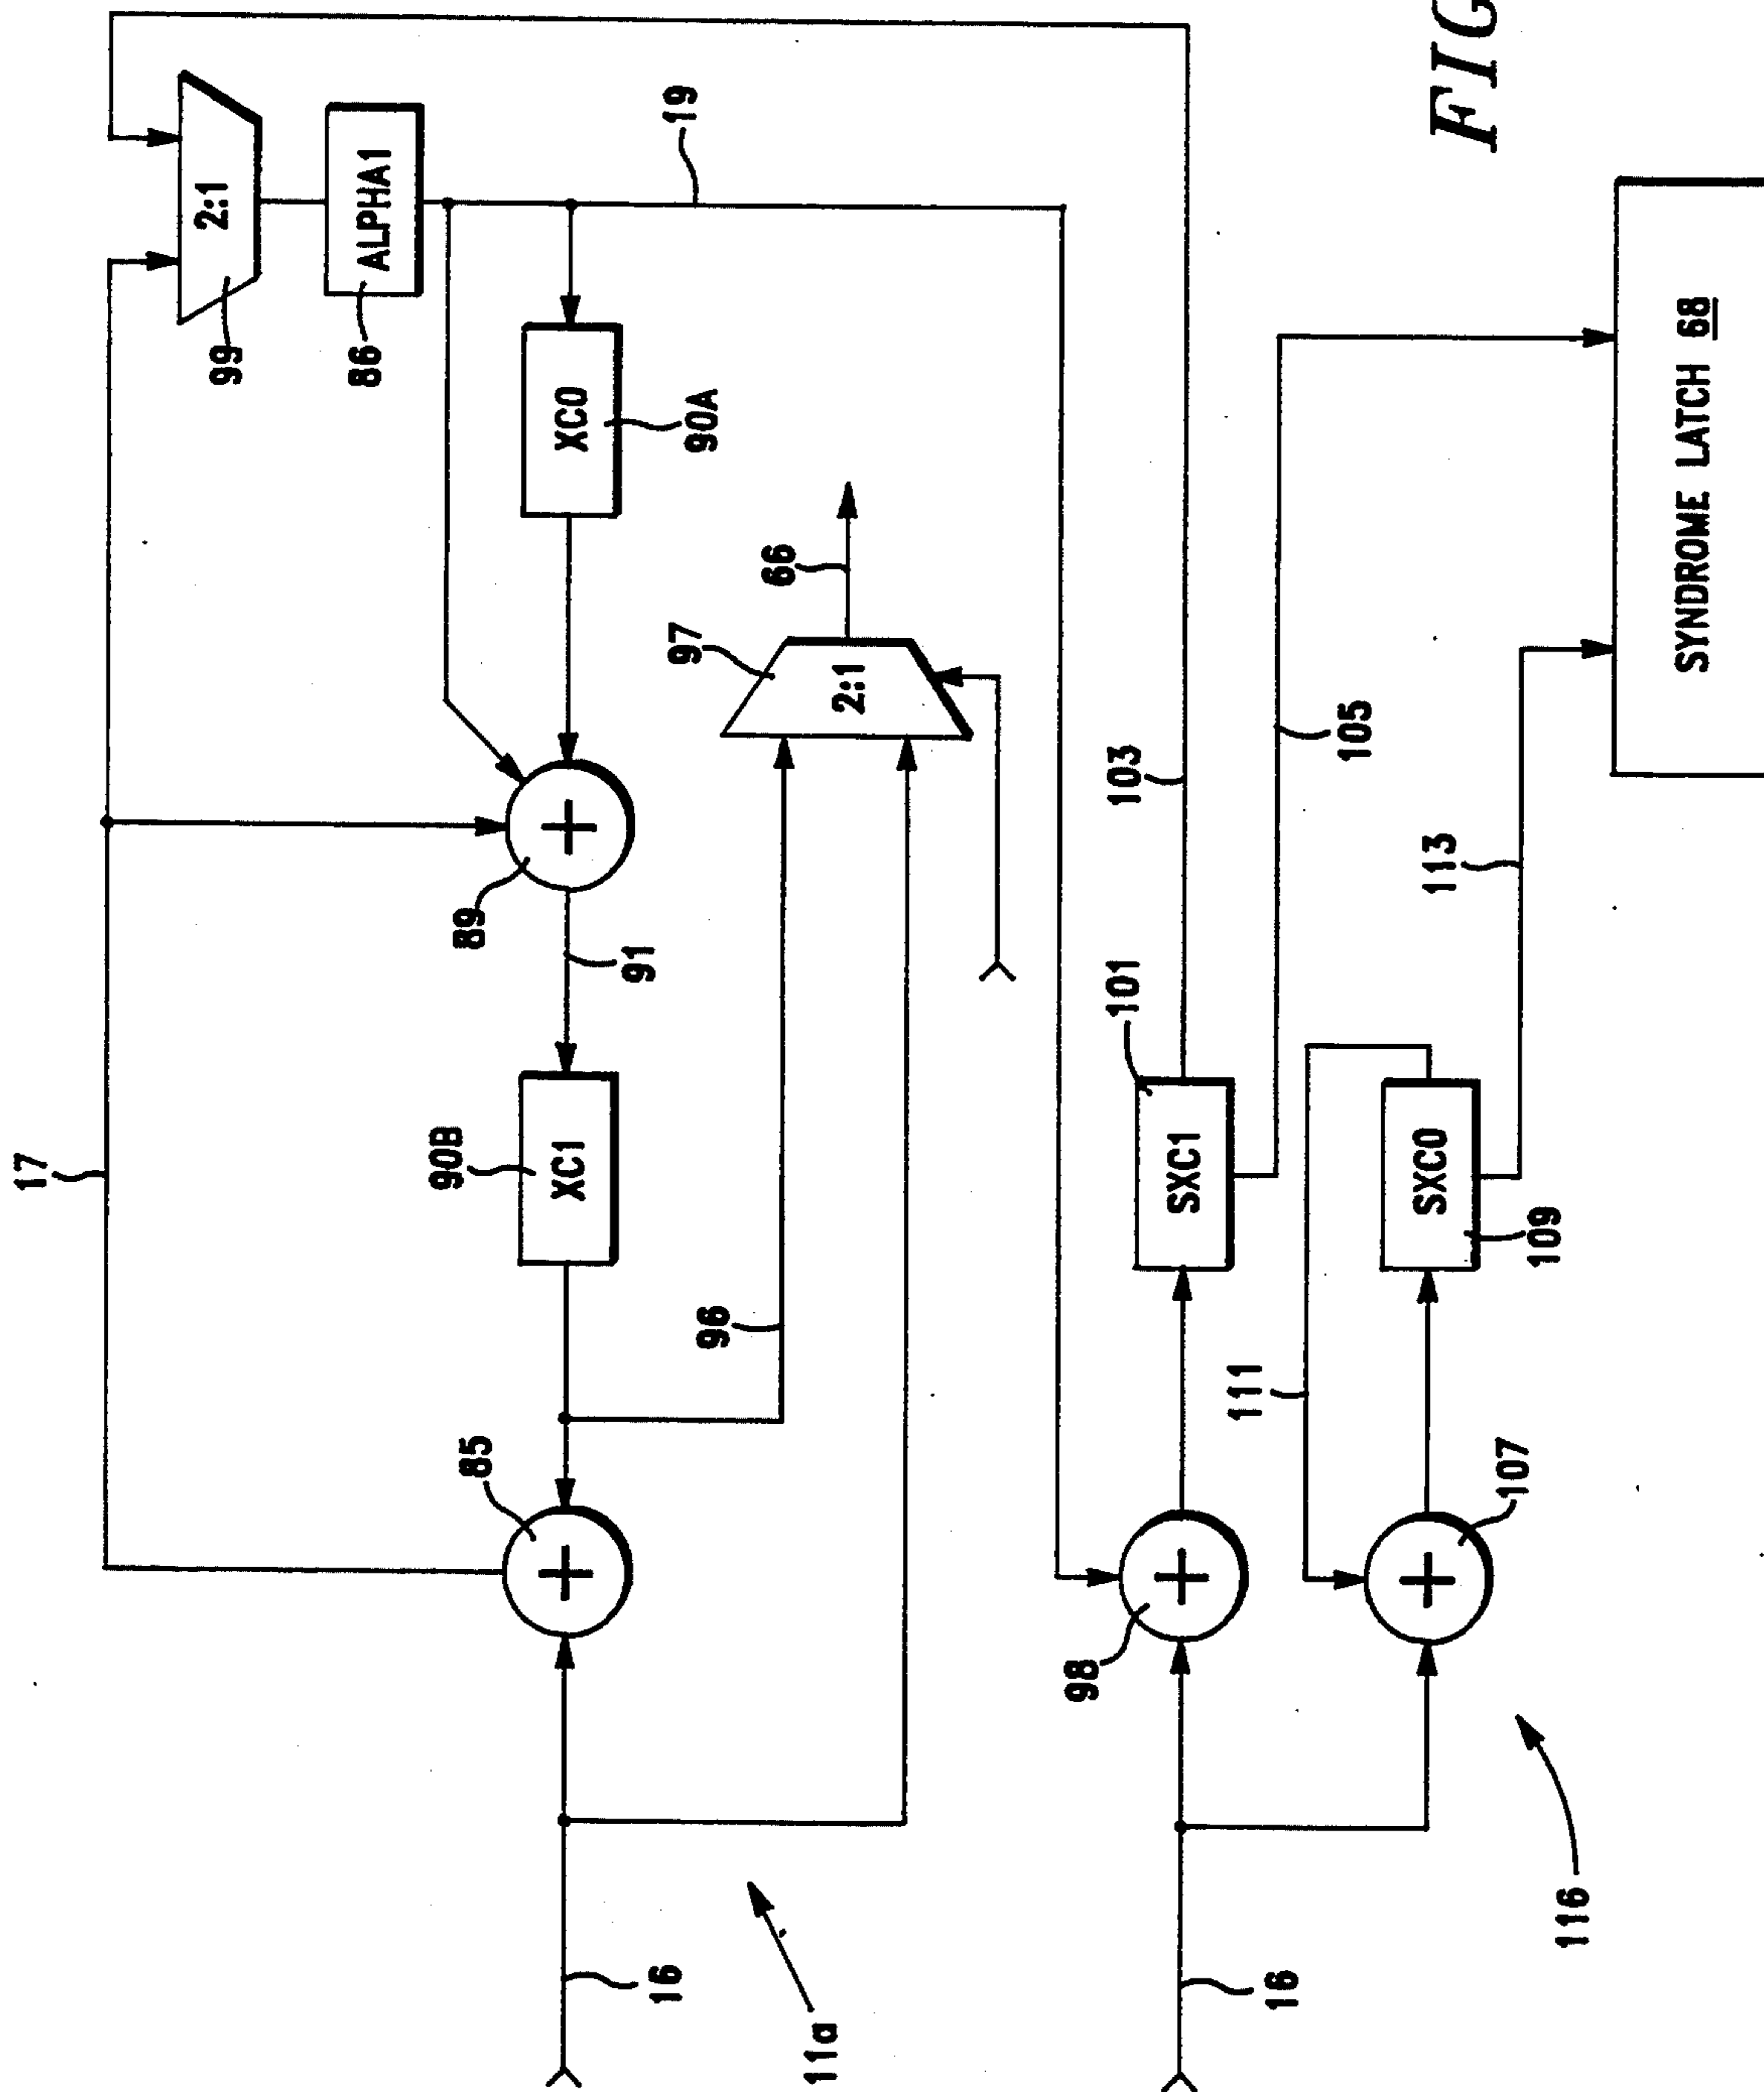 17
2:1
99
86
ALPHA1
90B
89
85
XC1
XC0
91
16
19
97
90A
96
66
11a
2:1
98
101
103
SXC1
111
16
105
SXC0
113
FIG
107
109
116
SYNDROME LATCH 68